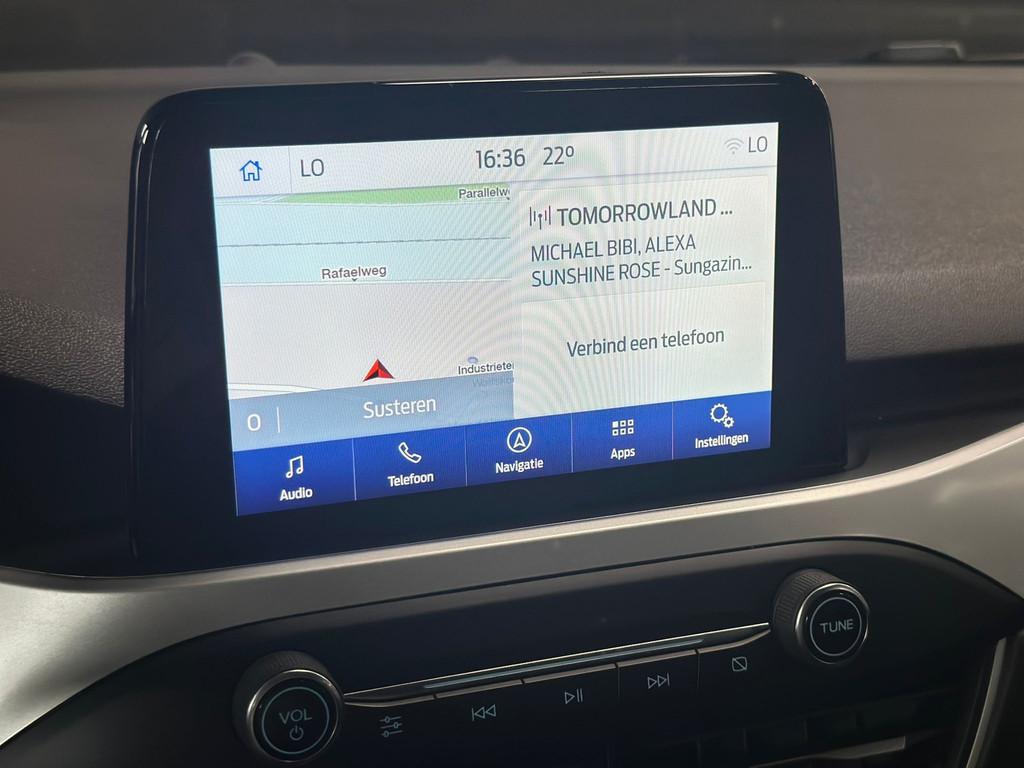 LO
16:36 22º
LO
Parallelw
Rafaelweg
TOMORROWLAND ...
MICHAEL BIBI, ALEXA
SUNSHINE ROSE - Sungazin...
Verbind een telefoon
Industrieter
0
Susteren
Audio
Telefoon
Navigatie
Apps
Instellingen
VOL
TUNE